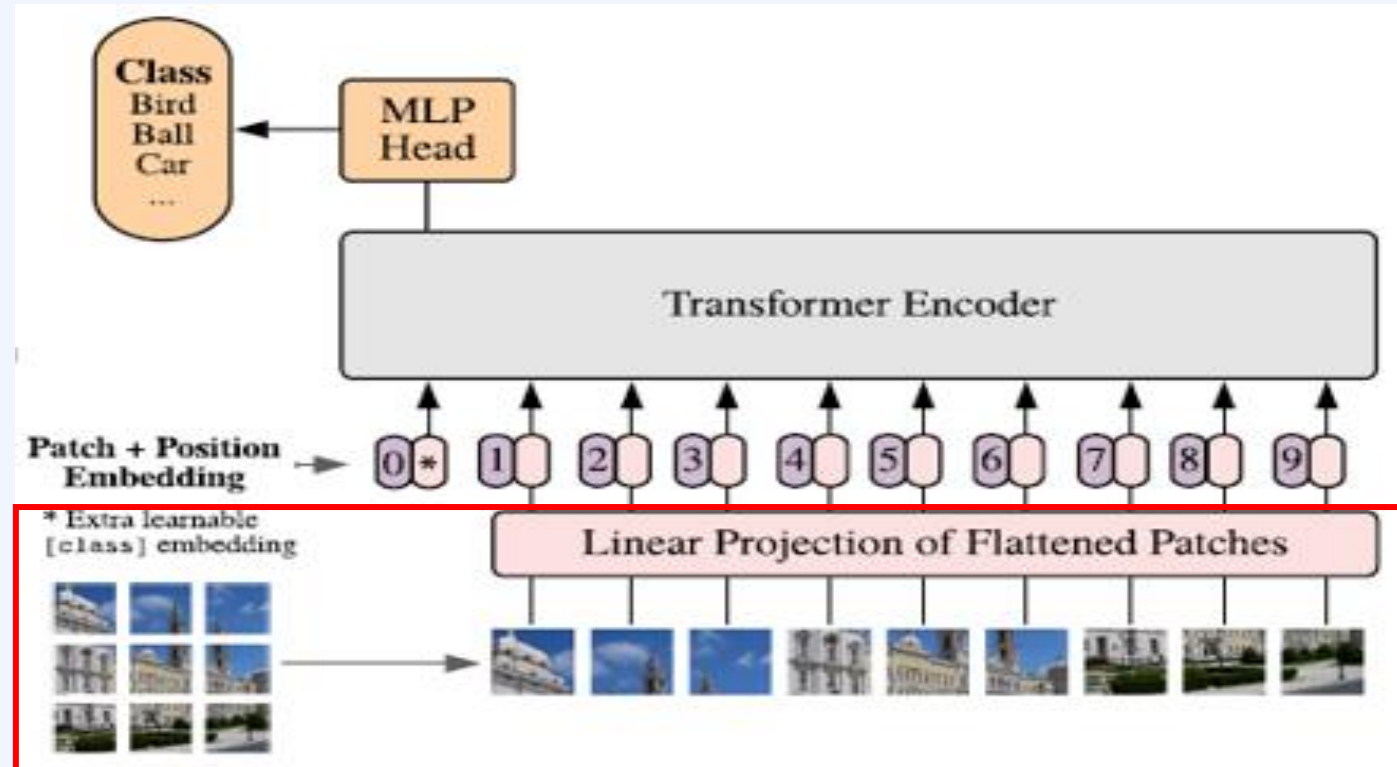 Class
Bird
Ball
Car
...
MLP
Head
Transformer Encoder
Patch + Position
Embedding
0 * 1 2 3 4 5 6 7 8 9
* Extra learnable
[class] embedding
Linear Projection of Flattened Patches